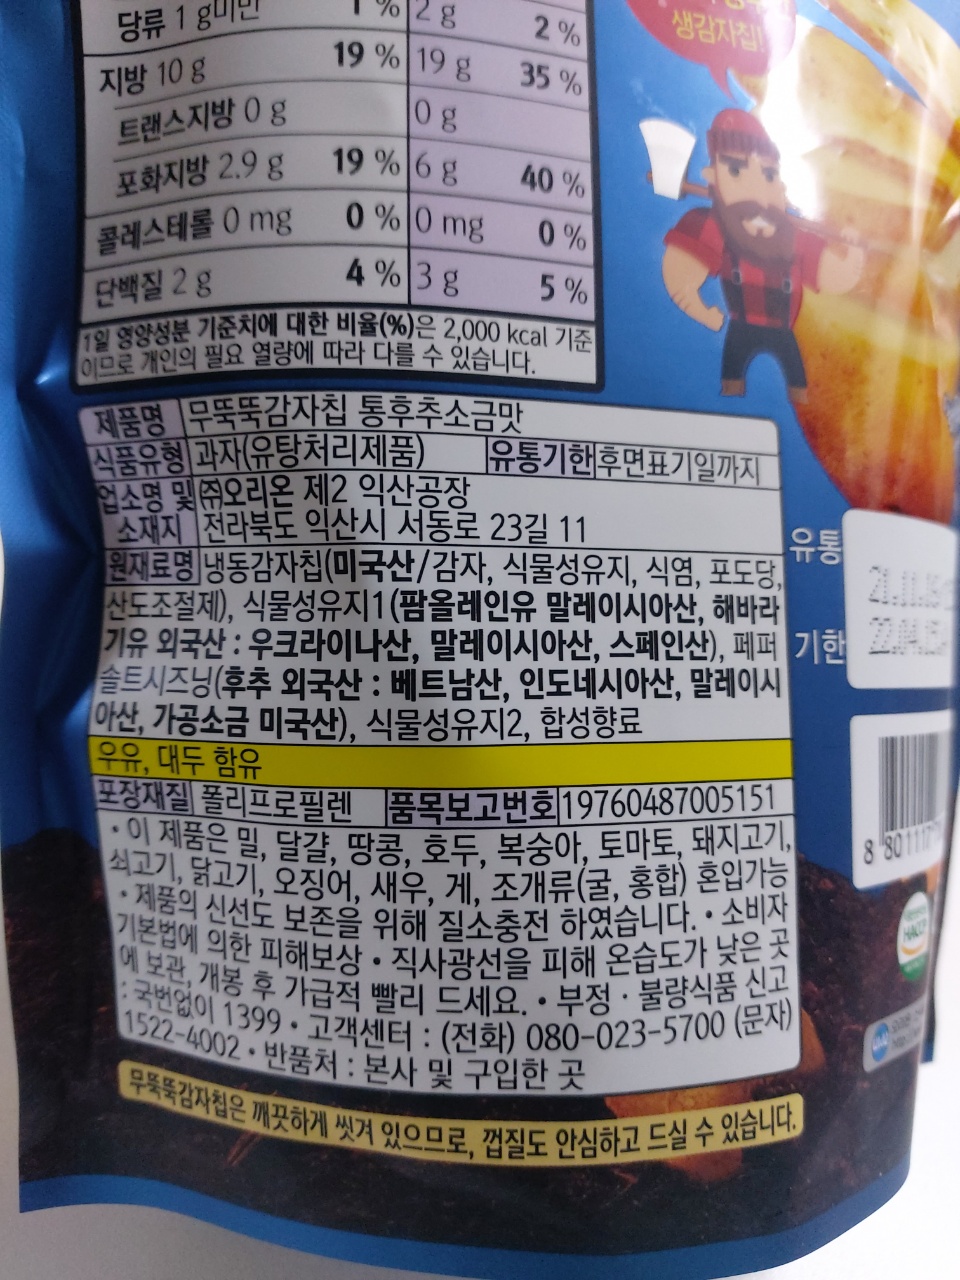 당류 1 g미만 1 % 2 g 2 %
지방 10 g 19 % 19 g 35 %
트랜스지방 0 g 0 g
포화지방 2.9 g 19 % 6 g 40 %
콜레스테롤 0 mg 0 % 0 mg 0 %
단백질 2 g 4 % 3 g 5 %
1일 영양성분 기준치에 대한 비율(%)은 2,000 kcal 기준
이므로 개인의 필요 열량에 따라 다를 수 있습니다.
생감자칩!
제품명 무뚝뚝감자칩 통후추소금맛
식품유형 과자(유탕처리제품) 유통기한 후면표기일까지
업소명 및 ㈜오리온 제2 익산공장
소재지 전라북도 익산시 서동로 23길 11
원재료명 냉동감자칩(미국산/감자, 식물성유지, 식염, 포도당,
산도조절제), 식물성유지1(팜올레인유 말레이시아산, 해바라
기유 외국산 : 우크라이나산, 말레이시아산, 스페인산), 페퍼
솔트시즈닝(후추 외국산 : 베트남산, 인도네시아산, 말레이시
아산, 가공소금 미국산), 식물성유지2, 합성향료
우유, 대두 함유
포장재질 폴리프로필렌 품목보고번호 19760487005151
• 이 제품은 밀, 달걀, 땅콩, 호두, 복숭아, 토마토, 돼지고기,
쇠고기, 닭고기, 오징어, 새우, 게, 조개류(굴, 홍합) 혼입가능
• 제품의 신선도 보존을 위해 질소충전 하였습니다. • 소비자
기본법에 의한 피해보상 • 직사광선을 피해 온습도가 낮은 곳
에 보관, 개봉 후 가급적 빨리 드세요. • 부정 · 불량식품 신고
: 국번없이 1399 • 고객센터 : (전화) 080-023-5700 (문자)
1522-4002 • 반품처 : 본사 및 구입한 곳
무뚝뚝감자칩은 깨끗하게 씻겨 있으므로, 껍질도 안심하고 드실 수 있습니다.
유통
기한
8 801117
HACCP